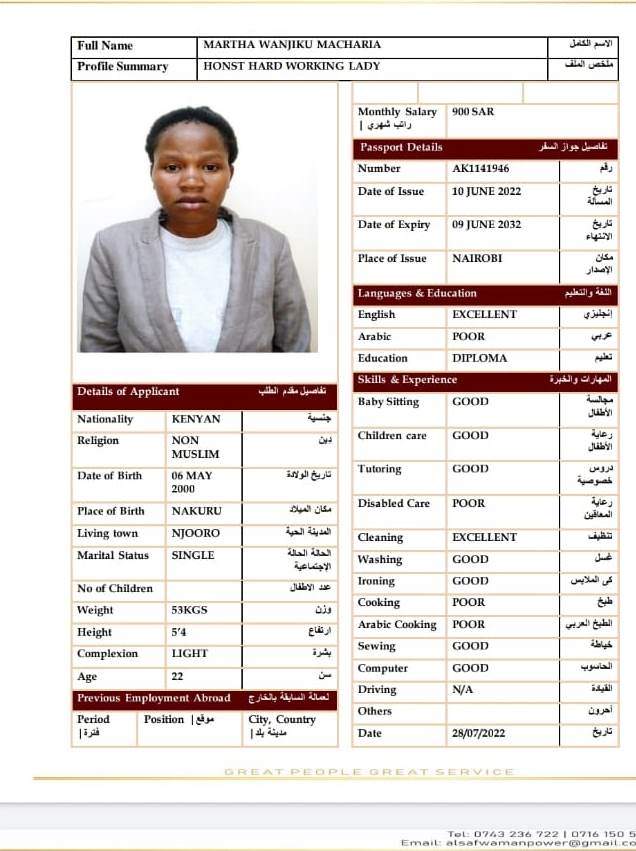 Full Name MARTHA WANJIKU MACHARIA الاسم الكامل
Profile Summary HONST HARD WORKING LADY ملخص الملف
Monthly Salary 900 SAR
| راتب شهري
Passport Details تفاصيل جواز السفر
Number AK1141946 رقم
Date of Issue 10 JUNE 2022 تاريخ
المسألة
Date of Expiry 09 JUNE 2032 تاريخ
الانتهاء
Place of Issue NAIROBI مكان
الإصدار
Languages & Education اللغة والتعليم
English EXCELLENT إنجليزي
Arabic POOR عربي
Education DIPLOMA تعليم
Skills & Experience المهارات والخبرة
Baby Sitting GOOD مجالسة
الأطفال
Children care GOOD رعاية
الأطفال
Tutoring GOOD دروس
خصوصية
Disabled Care POOR رعاية
المعاقين
Cleaning EXCELLENT تنظيف
Washing GOOD غسل
Ironing GOOD كى الملابس
Cooking POOR طبخ
Arabic Cooking POOR الطبخ العربي
Sewing GOOD خياطة
Computer GOOD الحاسوب
Driving N/A القيادة
Others آحرون
Date 28/07/2022 تاريخ
Details of Applicant تفاصيل مقدم الطلب
Nationality KENYAN جنسية
Religion NON دين
MUSLIM
Date of Birth 06 MAY تاريخ الولادة
2000
Place of Birth NAKURU مكان الميلاد
Living town NJOORO المدينة الحية
Marital Status SINGLE الحالة الحالة
الإجتماعية
No of Children عدد الاطفال
Weight 53KGS وزن
Height 5'4 ارتفاع
Complexion LIGHT بشرة
Age 22 سن
Previous Employment Abroad لعمالة السابقة بالخارج
Period Position | موقع City, Country
| فترة | مدينة بلد
GREAT PEOPLE GREAT SERVICE
Tel: 0743 236 722 | 0716 150 5
Email: alsafwamanpower@gmail.co